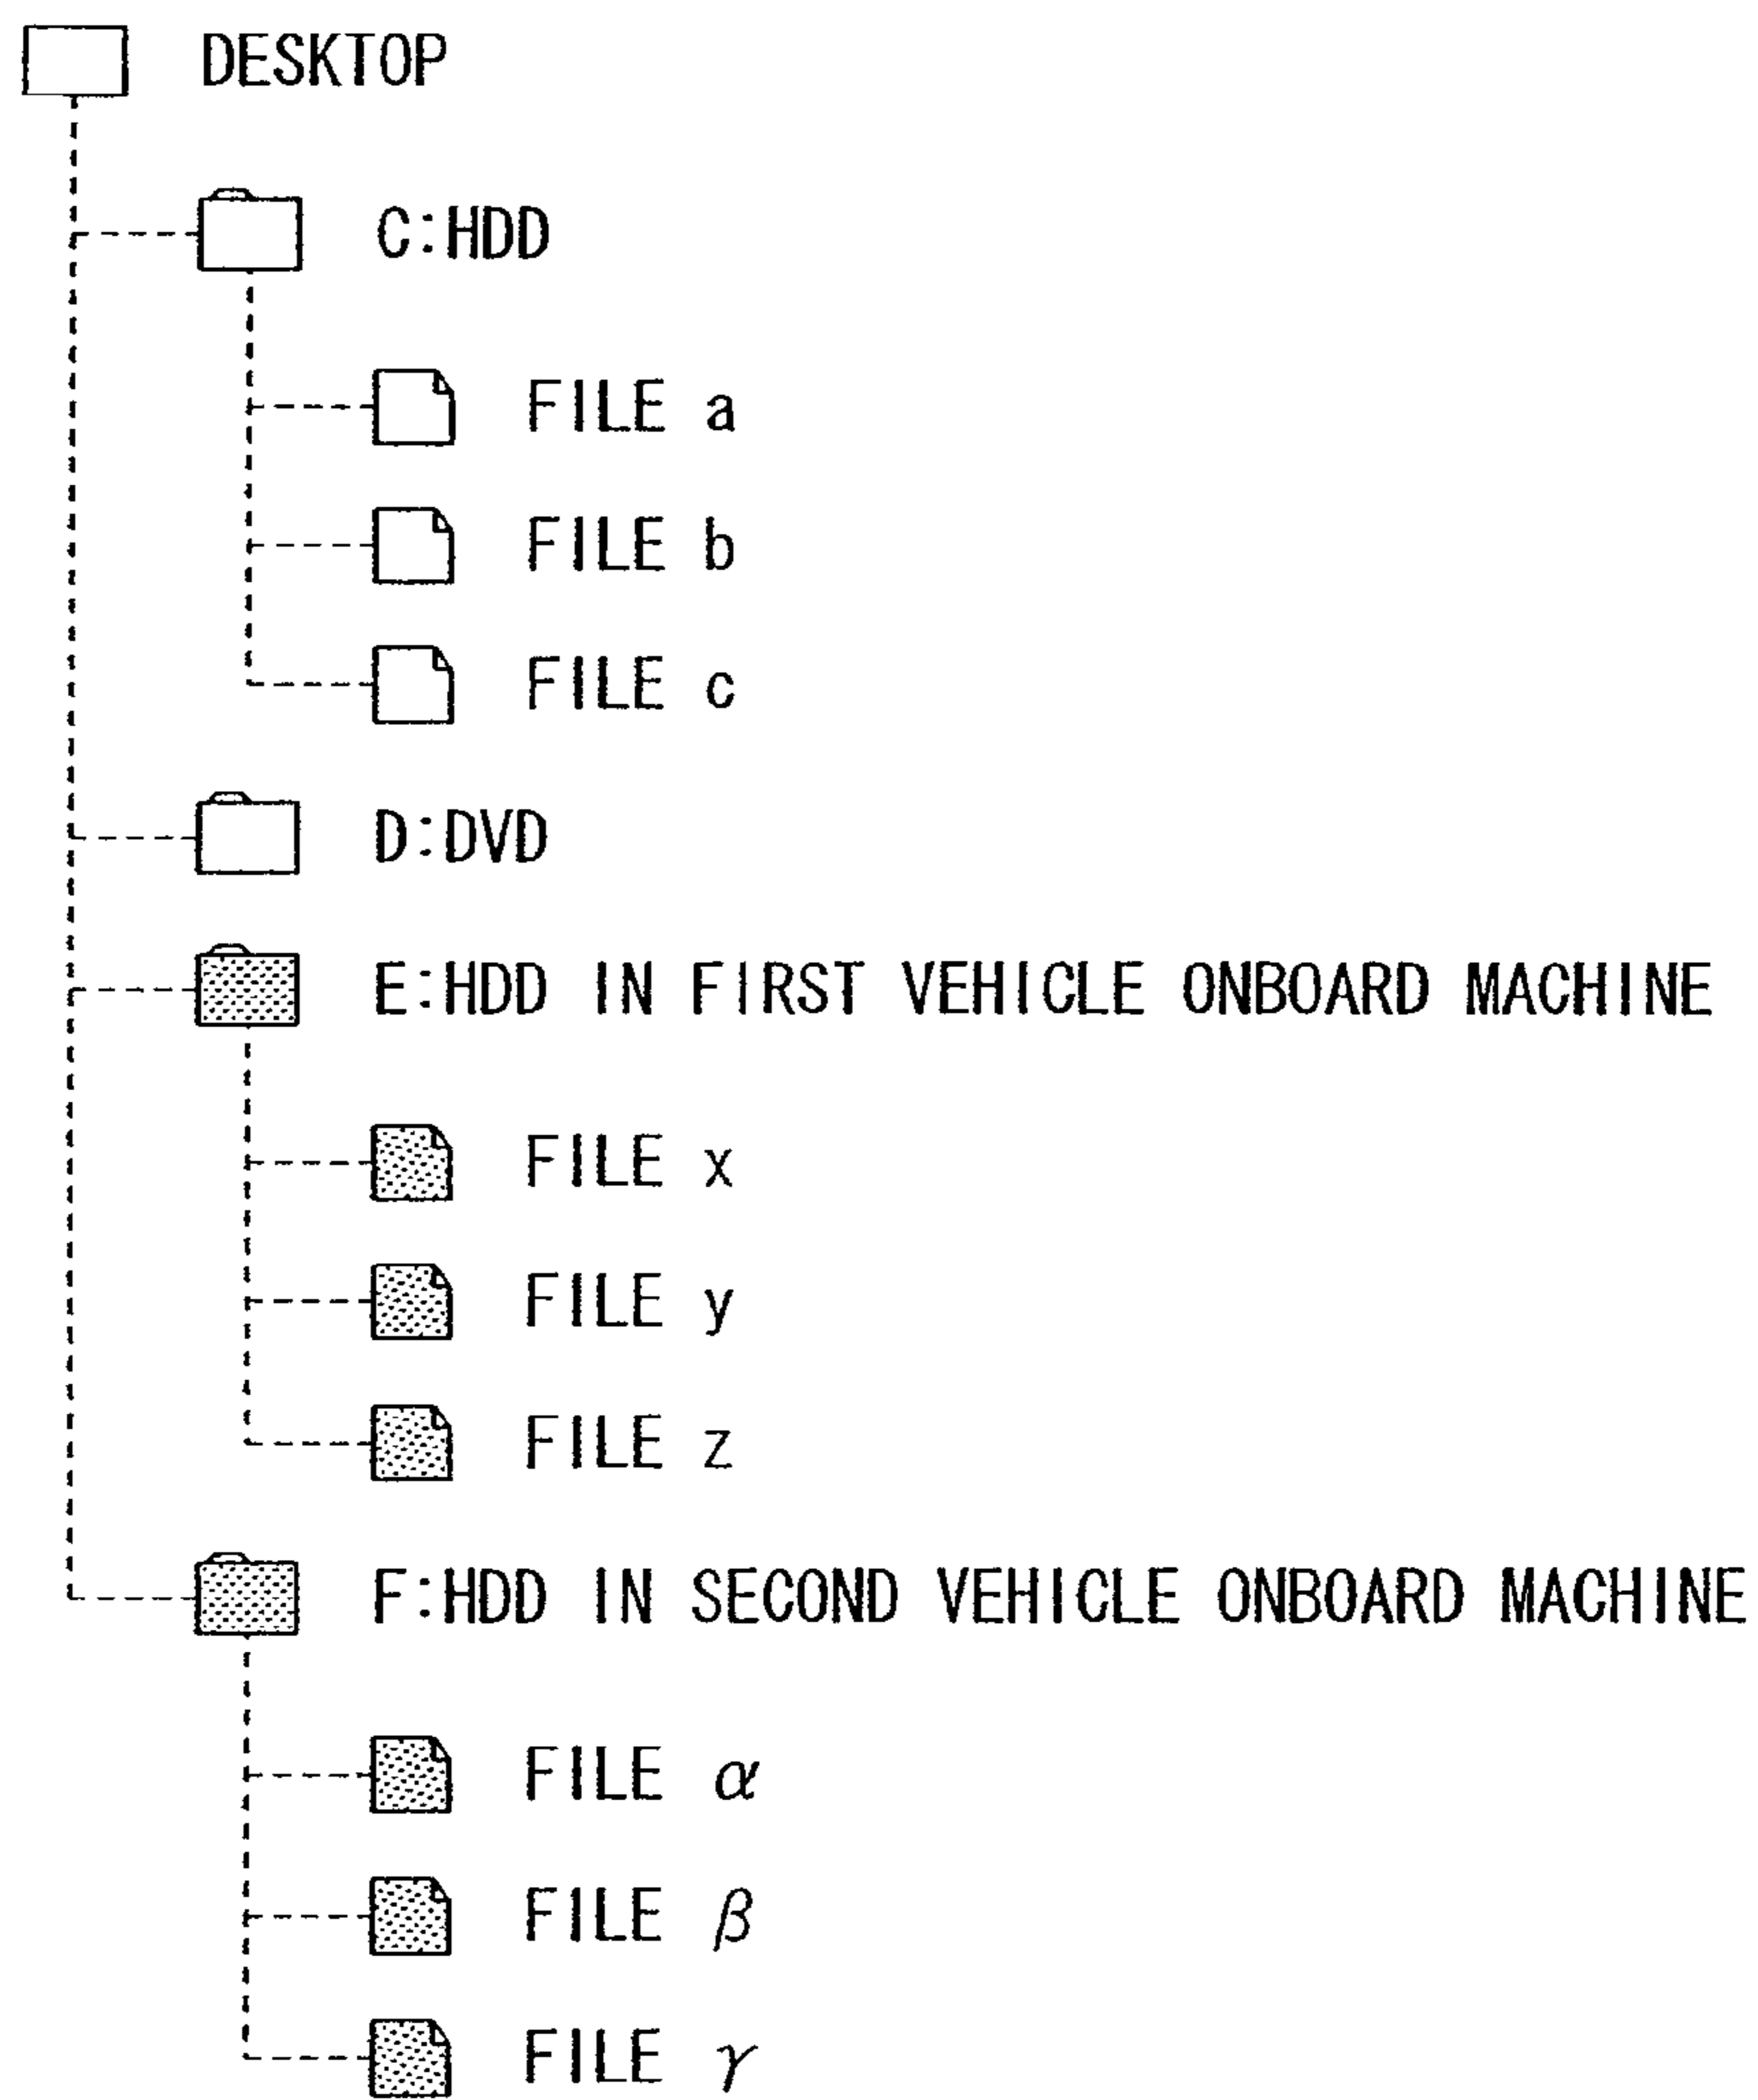 DESKTOP
C:HDD
FILE a
FILE b
FILE c
D:DVD
E:HDD IN FIRST VEHICLE ONBOARD MACHINE
FILE x
FILE y
FILE z
F:HDD IN SECOND VEHICLE ONBOARD MACHINE
FILE α
FILE β
FILE γ